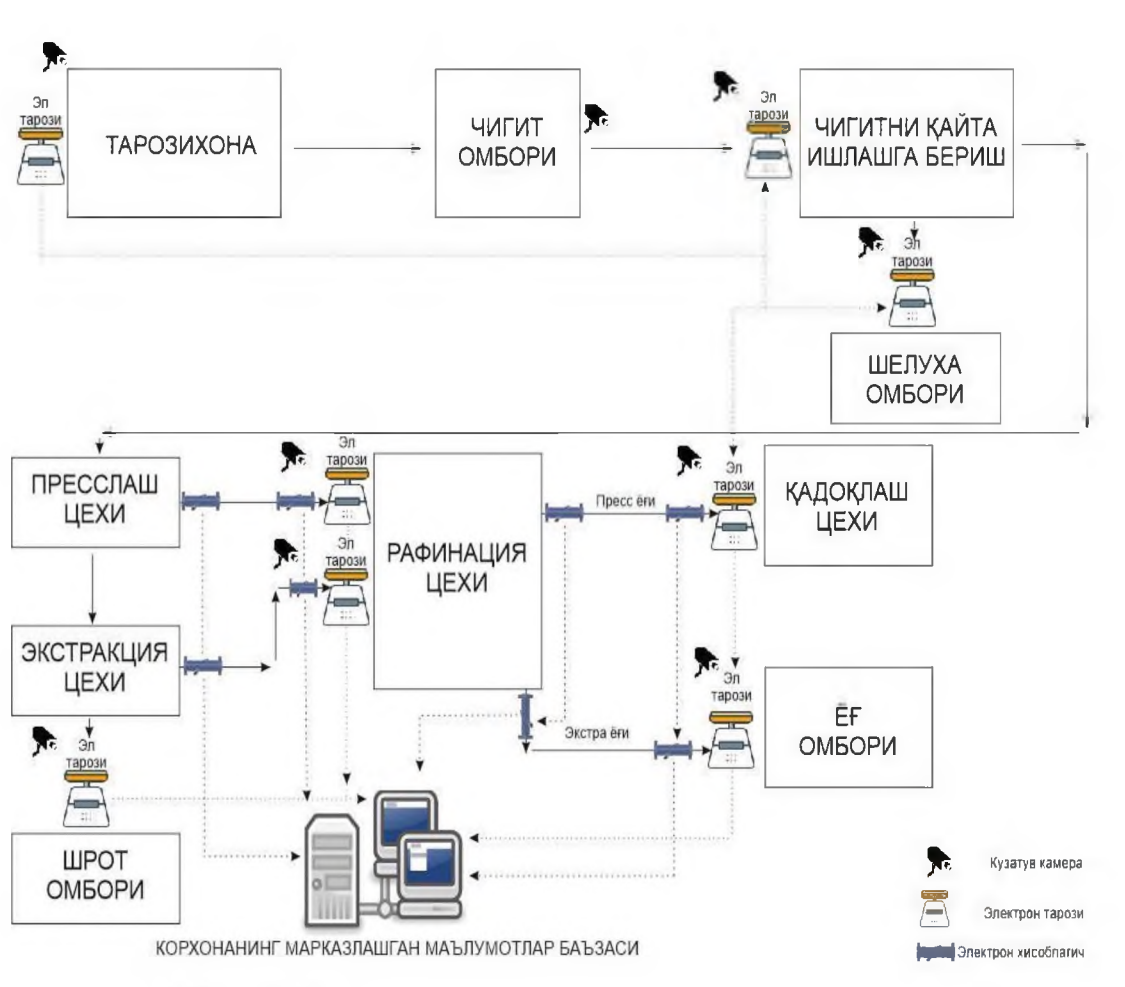 Эл
тарози
ТАРОЗИХОНА
ЧИГИТ
ОМБОРИ
Эл
тарози
ЧИГИТНИ ҚАЙТА
ИШЛАШГА БЕРИШ
Эл
тарози
ШЕЛУХА
ОМБОРИ
ПРЕССЛАШ
ЦЕХИ
Эл
тарози
Эл
тарози
РАФИНАЦИЯ
ЦЕХИ
Пресс ёғи
Эл
тарози
ҚАДОҚЛАШ
ЦЕХИ
ЭКСТРАКЦИЯ
ЦЕХИ
Экстра ёғи
Эл
тарози
ЁҒ
ОМБОРИ
Эл
тарози
ШРОТ
ОМБОРИ
КОРХОНАНИНГ МАРКАЗЛАШГАН МАЪЛУМОТЛАР БАЪЗАСИ
Кузатув камера
Электрон тарози
Электрон хисоблагич